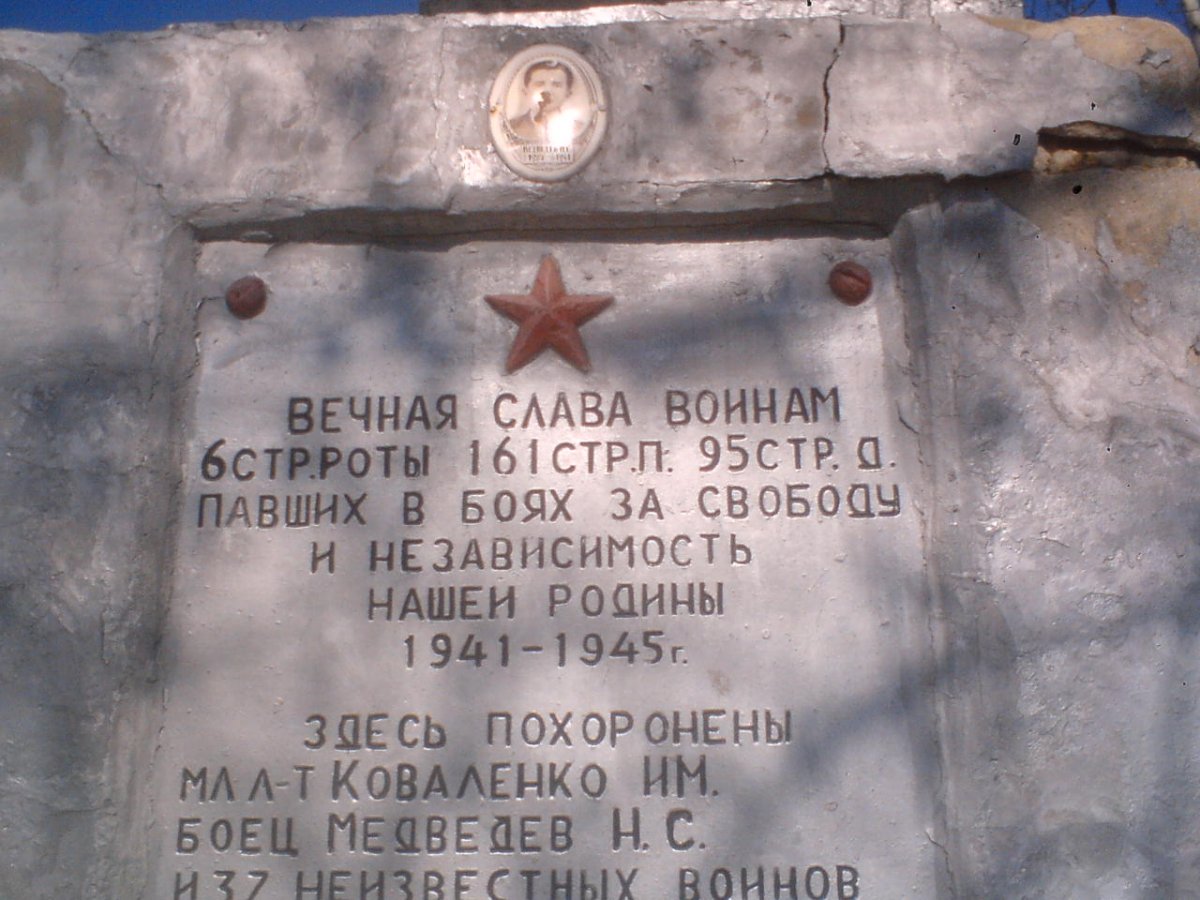 ВЕЧНАЯ СЛАВА ВОИНАМ
6СТР.РОТЫ 161СТР.П. 95СТР. Д.
ПАВШИХ В БОЯХ ЗА СВОБОДУ
И НЕЗАВИСИМОСТЬ
НАШЕИ РОДИНЫ
1941-1945г.
ЗДЕСЬ ПОХОРОНЕНЫ
МЛ Л-Т КОВАЛЕНКО И.М.
БОЕЦ МЕДВЕДЕВ Н.С.
И 37 НЕИЗВЕСТНЫХ ВОИНОВ